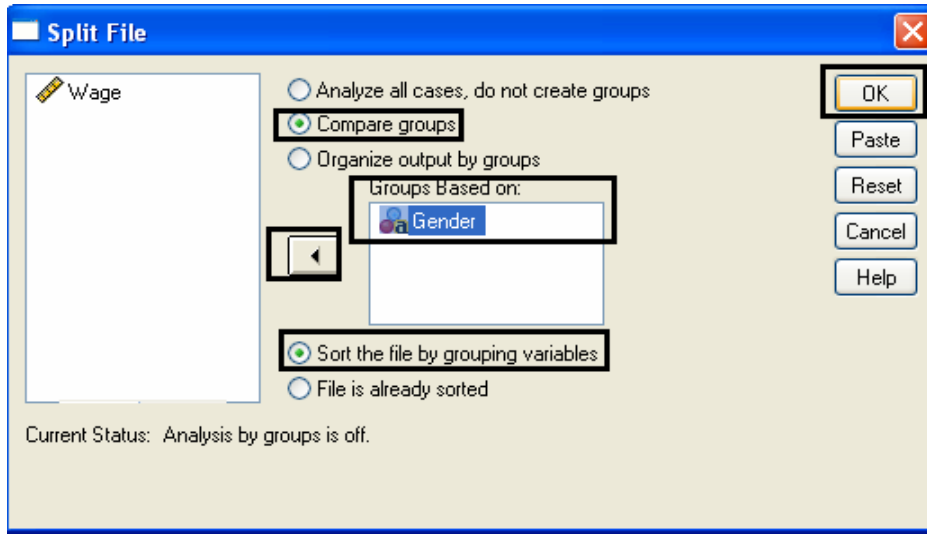 Split File
Wage
Analyze all cases, do not create groups
Compare groups
Organize output by groups
Groups Based on:
a Gender
Sort the file by grouping variables
File is already sorted
OK
Paste
Reset
Cancel
Help
Current Status: Analysis by groups is off.